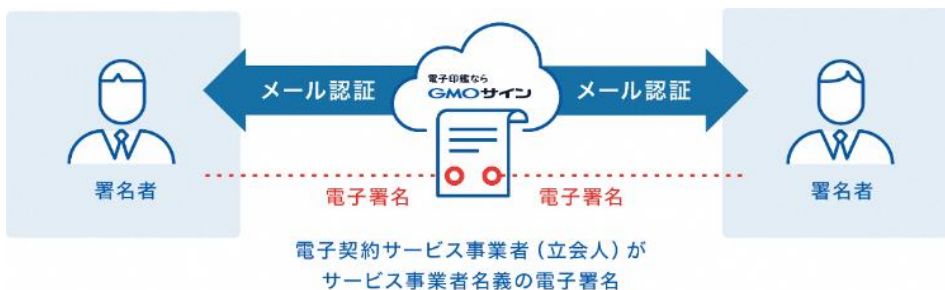 電子印鑑なら
GMOサイン
メール認証
メール認証
署名者
署名者
電子署名
電子署名
電子契約サービス事業者(立会人)が
サービス事業者名義の電子署名